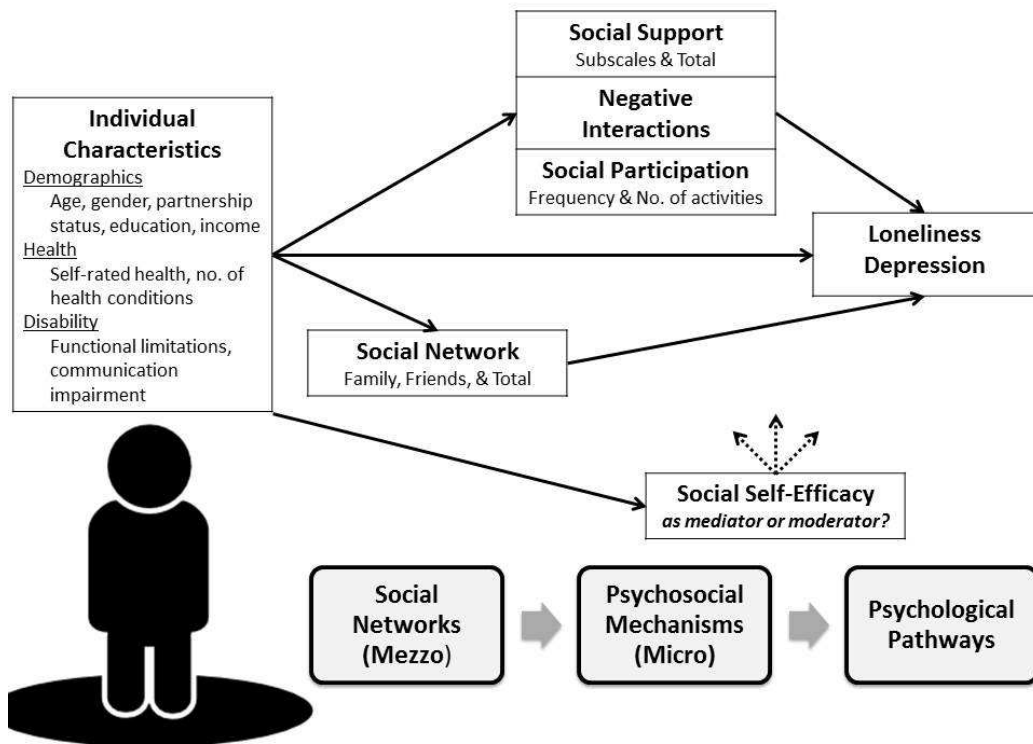 Individual
Characteristics
Demographics
Age, gender, partnership
status, education, income
Health
Self-rated health, no. of
health conditions
Disability
Functional limitations,
communication
impairment
Social Support
Subscales & Total
Negative
Interactions
Social Participation
Frequency & No. of activities
Loneliness
Depression
Social Network
Family, Friends, & Total
Social Self-Efficacy
as mediator or moderator?
Social
Networks
(Mezzo)
Psychosocial
Mechanisms
(Micro)
Psychological
Pathways